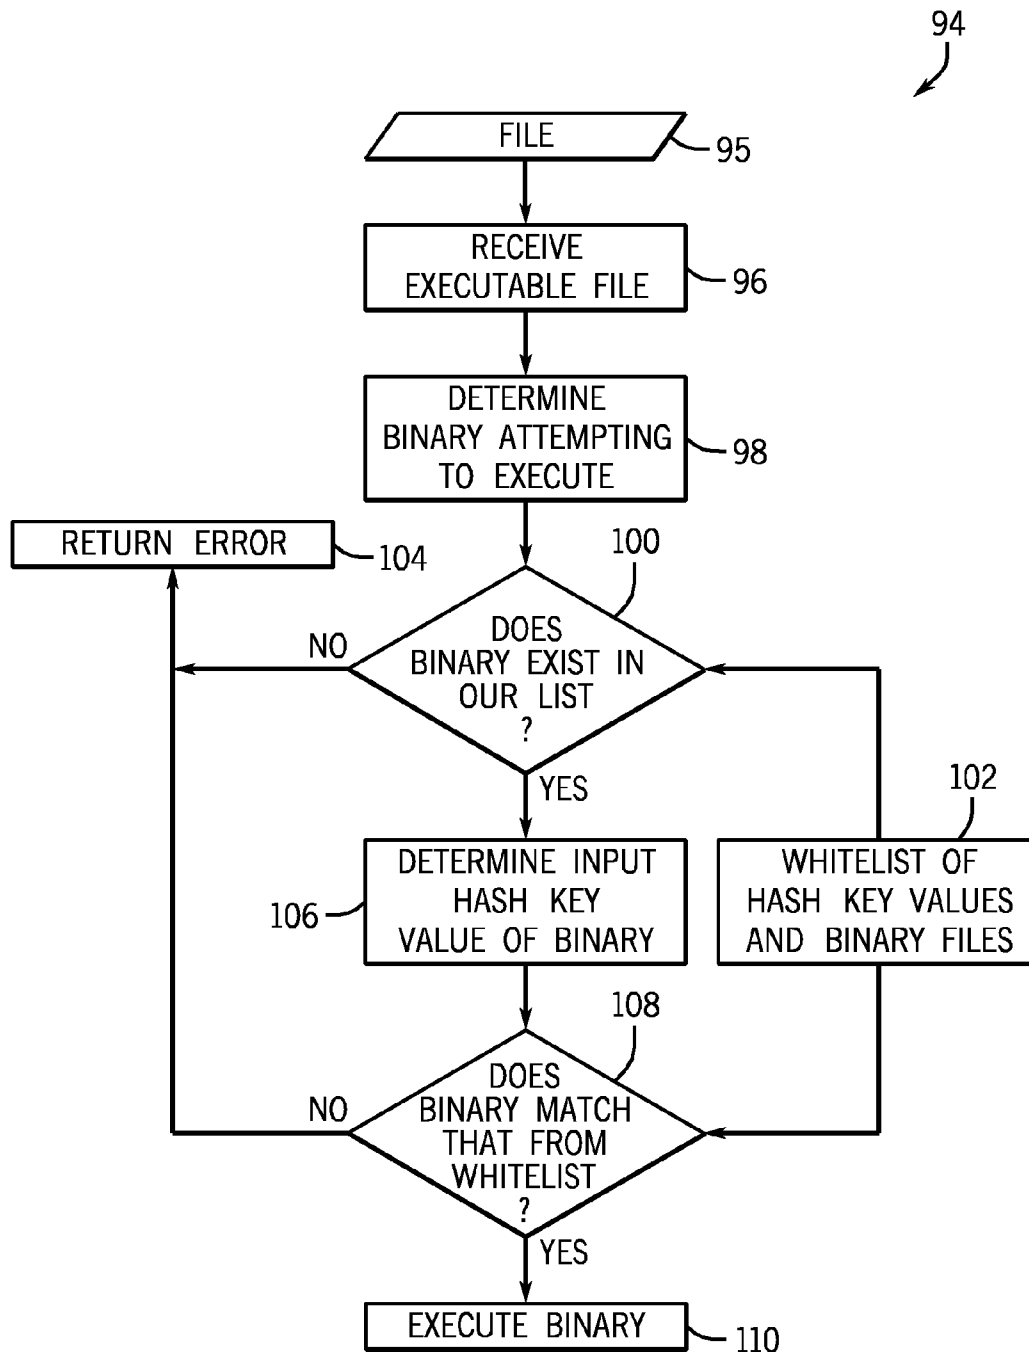 94
FILE
95
RECEIVE
EXECUTABLE FILE
96
DETERMINE
BINARY ATTEMPTING
TO EXECUTE
98
RETURN ERROR
104
100
NO
DOES
BINARY EXIST IN
OUR LIST
?
YES
102
DETERMINE INPUT
HASH KEY
VALUE OF BINARY
106
WHITELIST OF
HASH KEY VALUES
AND BINARY FILES
108
NO
DOES
BINARY MATCH
THAT FROM
WHITELIST
?
YES
EXECUTE BINARY
110